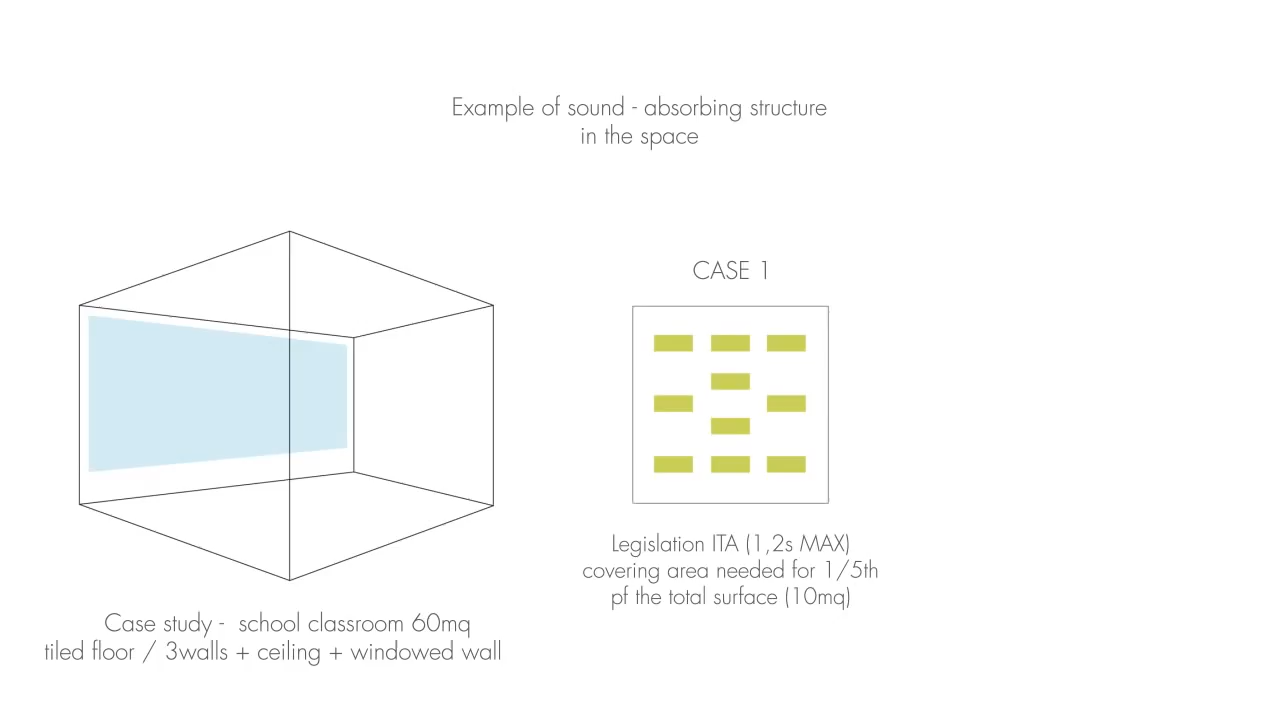 Example of sound - absorbing structure
in the space
CASE 1
Legislation ITA (1,2s MAX)
covering area needed for 1/5th
pf the total surface (10mq)
Case study - school classroom 60mq
tiled floor / 3walls + ceiling + windowed wall